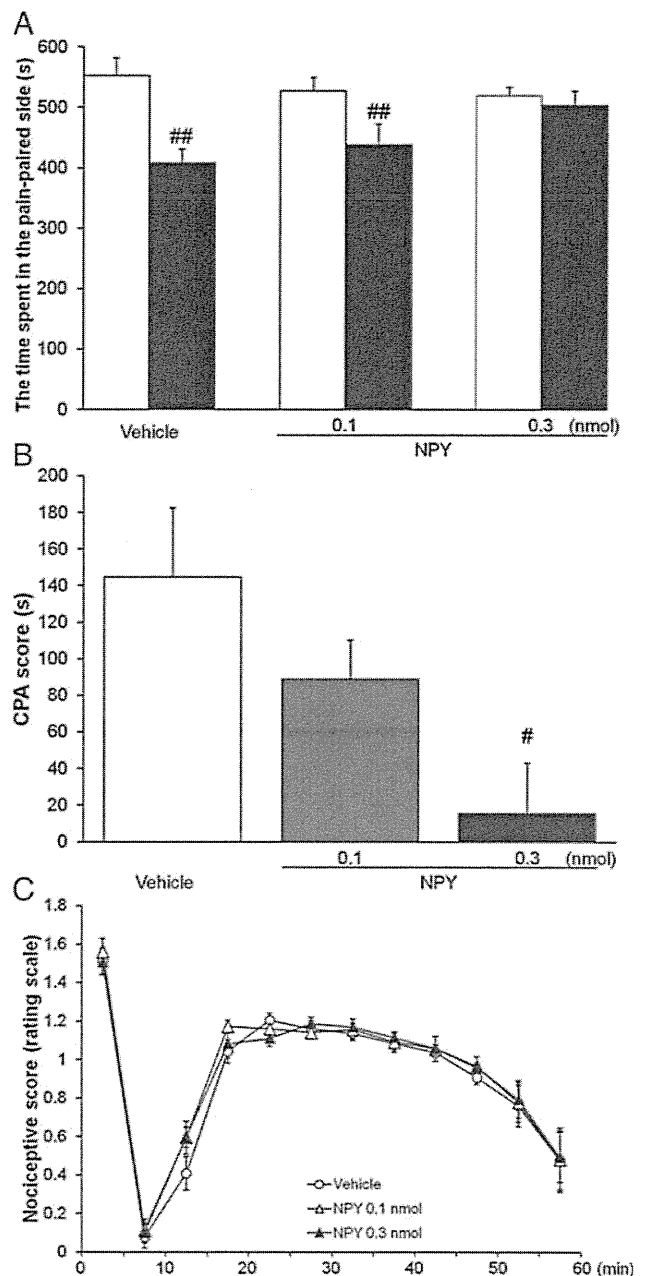 A
The time spent in the pain-paired side (s)
600
500
400
300
200
100
0
##
##
Vehicle
0.1
0.3 (nmol)
NPY
B
CPA score (s)
200
180
160
140
120
100
80
60
40
20
0
#
0.1
0.3 (nmol)
Vehicle
NPY
C
Nociceptive score (rating scale)
1.8
1.6
1.4
1.2
1
0.8
0.6
0.4
0.2
0
Vehicle
NPY 0.1 nmol
NPY 0.3 nmol
0 10 20 30 40 50 60 (min)